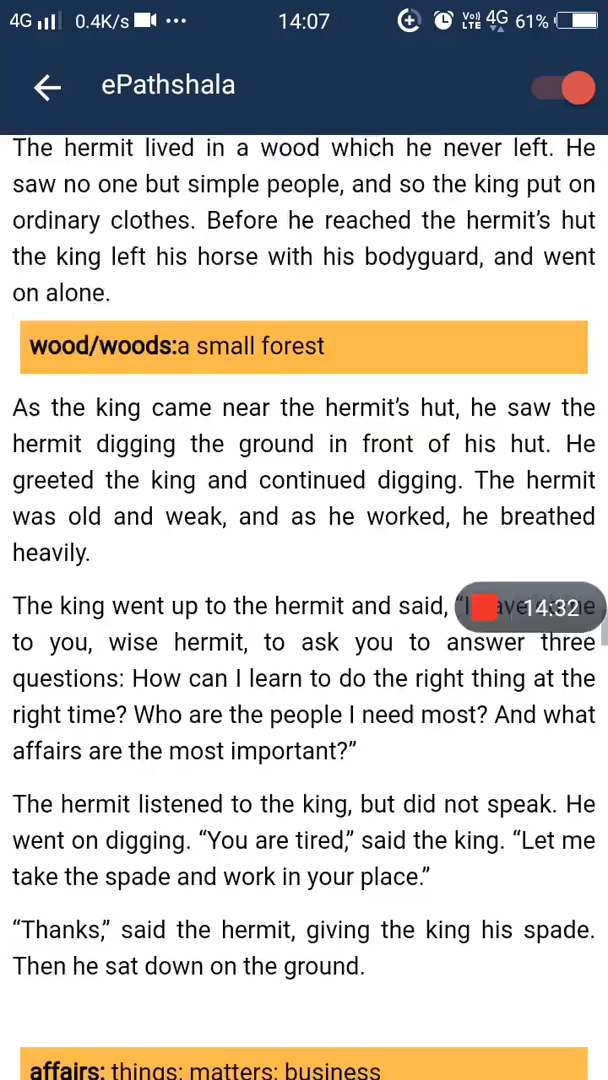 4G 0.4K/s ... 14:07 Vo) LTE 4G 61%
ePathshala
The hermit lived in a wood which he never left. He
saw no one but simple people, and so the king put on
ordinary clothes. Before he reached the hermit's hut
the king left his horse with his bodyguard, and went
on alone.
wood/woods:a small forest
As the king came near the hermit's hut, he saw the
hermit digging the ground in front of his hut. He
greeted the king and continued digging. The hermit
was old and weak, and as he worked, he breathed
heavily.
The king went up to the hermit and said, “I
14:32
to you, wise hermit, to ask you to answer three
questions: How can I learn to do the right thing at the
right time? Who are the people I need most? And what
affairs are the most important?”
The hermit listened to the king, but did not speak. He
went on digging. “You are tired,” said the king. “Let me
take the spade and work in your place.”
“Thanks,” said the hermit, giving the king his spade.
Then he sat down on the ground.
affairs: things; matters; business